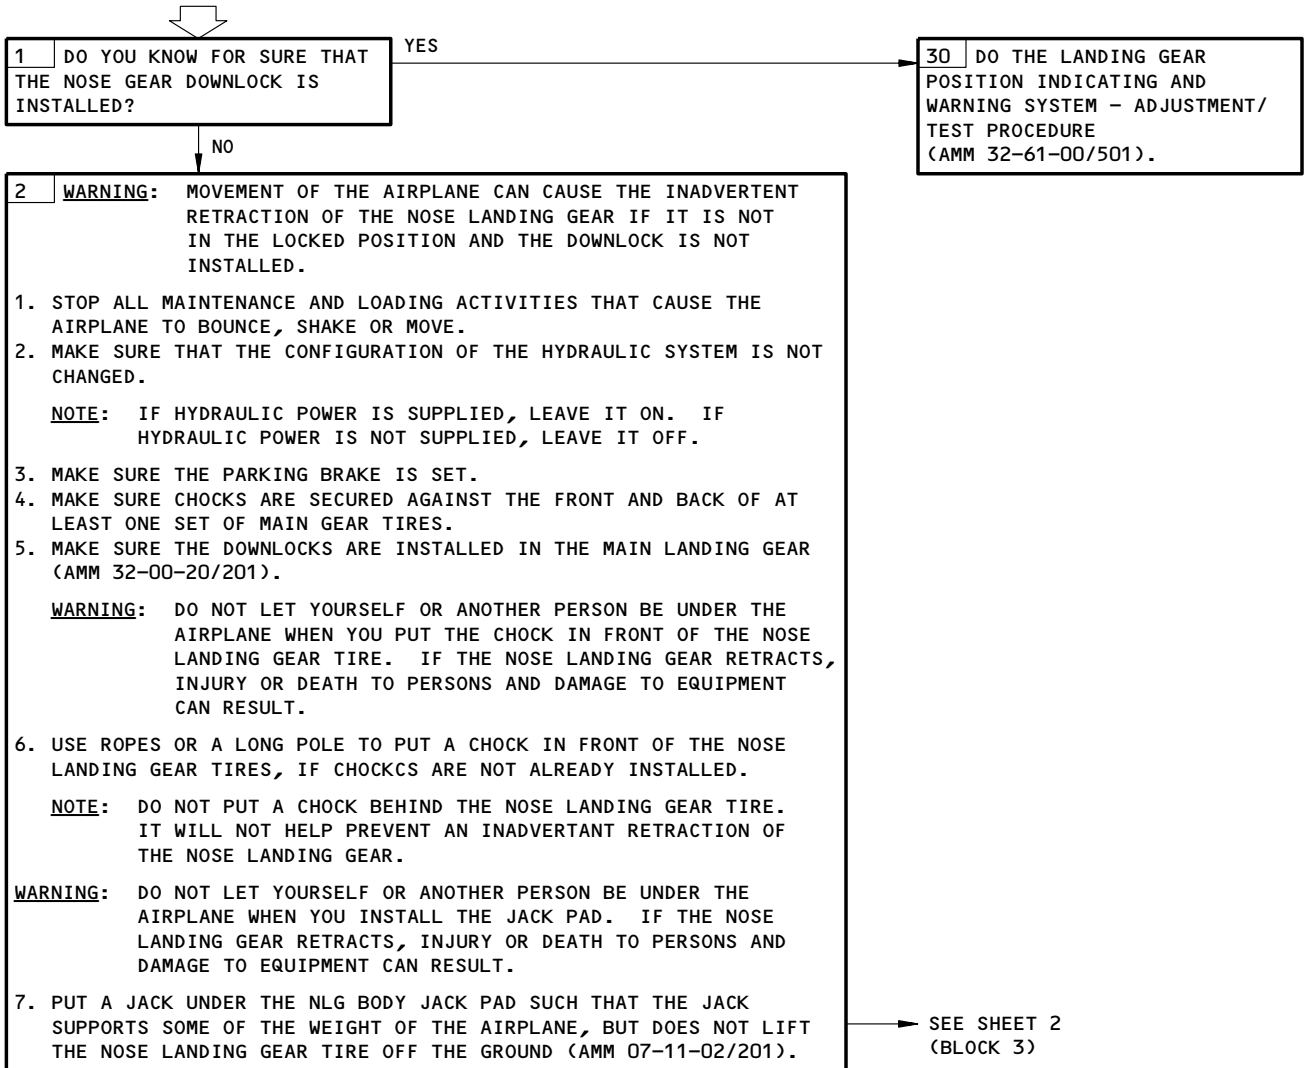 1 DO YOU KNOW FOR SURE THAT
THE NOSE GEAR DOWNLOCK IS
INSTALLED?
YES
30 DO THE LANDING GEAR
POSITION INDICATING AND
WARNING SYSTEM – ADJUSTMENT/
TEST PROCEDURE
(AMM 32-61-00/501).
NO
2 WARNING: MOVEMENT OF THE AIRPLANE CAN CAUSE THE INADVERTENT
RETRACTION OF THE NOSE LANDING GEAR IF IT IS NOT
IN THE LOCKED POSITION AND THE DOWNLOCK IS NOT
INSTALLED.
1. STOP ALL MAINTENANCE AND LOADING ACTIVITIES THAT CAUSE THE
AIRPLANE TO BOUNCE, SHAKE OR MOVE.
2. MAKE SURE THAT THE CONFIGURATION OF THE HYDRAULIC SYSTEM IS NOT
CHANGED.
NOTE: IF HYDRAULIC POWER IS SUPPLIED, LEAVE IT ON. IF
HYDRAULIC POWER IS NOT SUPPLIED, LEAVE IT OFF.
3. MAKE SURE THE PARKING BRAKE IS SET.
4. MAKE SURE CHOCKS ARE SECURED AGAINST THE FRONT AND BACK OF AT
LEAST ONE SET OF MAIN GEAR TIRES.
5. MAKE SURE THE DOWNLOCKS ARE INSTALLED IN THE MAIN LANDING GEAR
(AMM 32-00-20/201).
WARNING: DO NOT LET YOURSELF OR ANOTHER PERSON BE UNDER THE
AIRPLANE WHEN YOU PUT THE CHOCK IN FRONT OF THE NOSE
LANDING GEAR TIRE. IF THE NOSE LANDING GEAR RETRACTS,
INJURY OR DEATH TO PERSONS AND DAMAGE TO EQUIPMENT
CAN RESULT.
6. USE ROPES OR A LONG POLE TO PUT A CHOCK IN FRONT OF THE NOSE
LANDING GEAR TIRES, IF CHOCKCS ARE NOT ALREADY INSTALLED.
NOTE: DO NOT PUT A CHOCK BEHIND THE NOSE LANDING GEAR TIRE.
IT WILL NOT HELP PREVENT AN INADVERTANT RETRACTION OF
THE NOSE LANDING GEAR.
WARNING: DO NOT LET YOURSELF OR ANOTHER PERSON BE UNDER THE
AIRPLANE WHEN YOU INSTALL THE JACK PAD. IF THE NOSE
LANDING GEAR RETRACTS, INJURY OR DEATH TO PERSONS AND
DAMAGE TO EQUIPMENT CAN RESULT.
7. PUT A JACK UNDER THE NLG BODY JACK PAD SUCH THAT THE JACK
SUPPORTS SOME OF THE WEIGHT OF THE AIRPLANE, BUT DOES NOT LIFT
THE NOSE LANDING GEAR TIRE OFF THE GROUND (AMM 07-11-02/201).
SEE SHEET 2
(BLOCK 3)